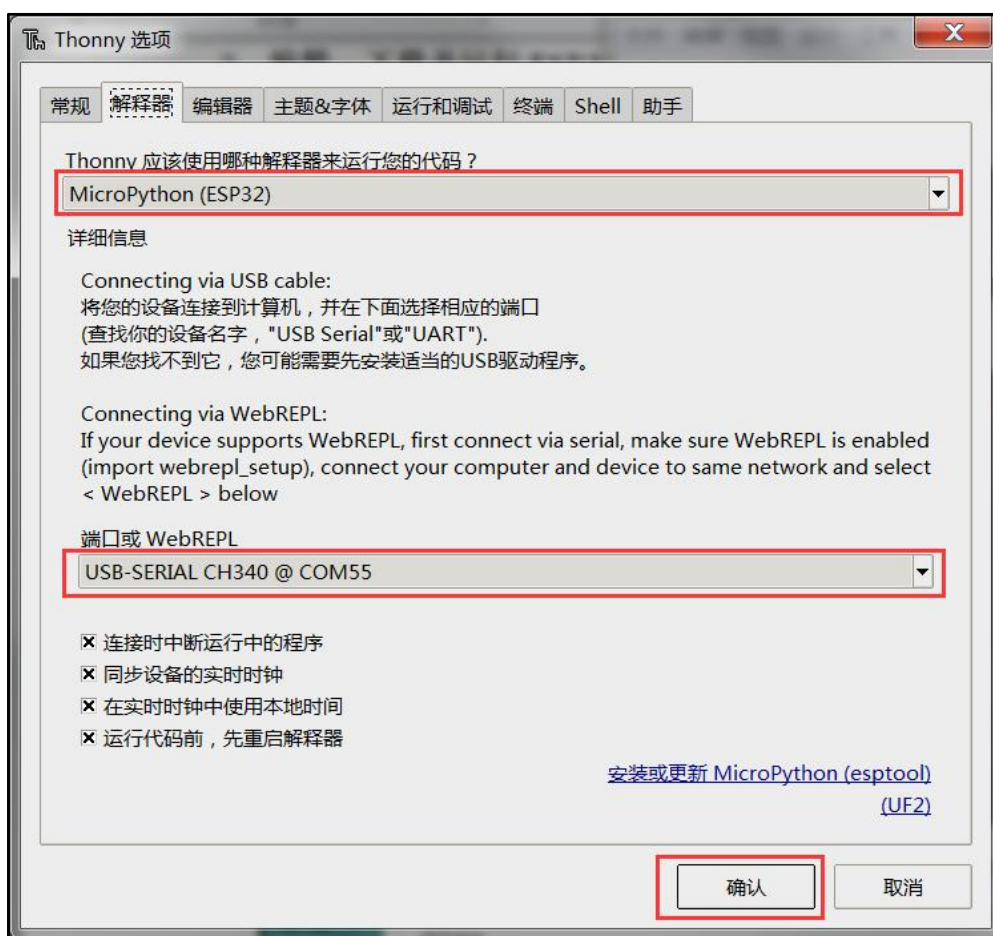 Thonny 选项
常规 解释器 编辑器 主题&字体 运行和调试 终端 Shell 助手
Thonny 应该使用哪种解释器来运行您的代码？
MicroPython (ESP32)
详细信息
Connecting via USB cable:
将您的设备连接到计算机，并在下面选择相应的端口
(查找你的设备名字，"USB Serial"或"UART").
如果您找不到它，您可能需要先安装适当的USB驱动程序。
Connecting via WebREPL:
If your device supports WebREPL, first connect via serial, make sure WebREPL is enabled
(import webrepl_setup), connect your computer and device to same network and select
< WebREPL > below
端口或 WebREPL
USB-SERIAL CH340 @ COM55
连接时中断运行中的程序
同步设备的实时时钟
在实时时钟中使用本地时间
运行代码前，先重启解释器
安装或更新 MicroPython (esptool)
(UF2)
确认 取消